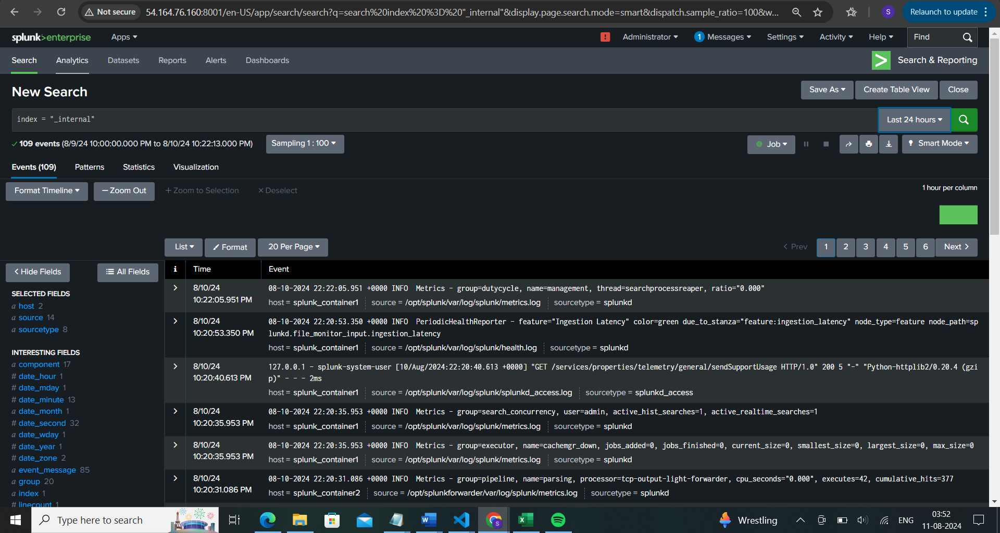 Not secure
54.164.76.160:8001/en-US/app/search/search?q=search%20index%20%3D%20"_internal"&display.page.search.mode=smart&dispatch.sample_ratio=100&w...
S
Relaunch to update
splunk>enterprise
Apps
!
Administrator
1
Messages
Settings
Activity
Help
Find
Search
Analytics
Datasets
Reports
Alerts
Dashboards
>
Search & Reporting
New Search
Save As
Create Table View
Close
index = "_internal"
Last 24 hours
109 events (8/9/24 10:00:00.000 PM to 8/10/24 10:22:13.000 PM)
Sampling 1 : 100
Job
Smart Mode
Events (109)
Patterns
Statistics
Visualization
Format Timeline
— Zoom Out
+ Zoom to Selection
× Deselect
1 hour per column
List
Format
20 Per Page
< Prev
1
2
3
4
5
6
Next >
< Hide Fields
All Fields
i
Time
Event
SELECTED FIELDS
a host 2
a source 14
a sourcetype 8
INTERESTING FIELDS
a component 17
# date_hour 1
# date_mday 1
# date_minute 13
a date_month 1
# date_second 32
a date_wday 1
# date_year 1
# date_zone 2
a event_message 85
a group 20
a index 1
# linecount 1
8/10/24
10:22:05.951 PM
08-10-2024 22:22:05.951 +0000 INFO  Metrics - group=dutycycle, name=management, thread=searchprocessreaper, ratio="0.000"
host = splunk_container1
source = /opt/splunk/var/log/splunk/metrics.log
sourcetype = splunkd
8/10/24
10:20:53.350 PM
08-10-2024 22:20:53.350 +0000 INFO  PeriodicHealthReporter - feature="Ingestion Latency" color=green due_to_stanza="feature:ingestion_latency" node_type=feature node_path=sp
lunkd.file_monitor_input.ingestion_latency
host = splunk_container1
source = /opt/splunk/var/log/splunk/health.log
sourcetype = splunkd
8/10/24
10:20:40.613 PM
127.0.0.1 - splunk-system-user [10/Aug/2024:22:20:40.613 +0000] "GET /services/properties/telemetry/general/sendSupportUsage HTTP/1.0" 200 5 "-" "Python-httplib2/0.20.4 (gzi
p)" - - - 2ms
host = splunk_container1
source = /opt/splunk/var/log/splunk/splunkd_access.log
sourcetype = splunkd_access
8/10/24
10:20:35.953 PM
08-10-2024 22:20:35.953 +0000 INFO  Metrics - group=search_concurrency, user=admin, active_hist_searches=1, active_realtime_searches=1
host = splunk_container1
source = /opt/splunk/var/log/splunk/metrics.log
sourcetype = splunkd
8/10/24
10:20:35.953 PM
08-10-2024 22:20:35.953 +0000 INFO  Metrics - group=executor, name=cachemgr_down, jobs_added=0, jobs_finished=0, current_size=0, smallest_size=0, largest_size=0, max_size=0
host = splunk_container1
source = /opt/splunk/var/log/splunk/metrics.log
sourcetype = splunkd
8/10/24
10:20:31.086 PM
08-10-2024 22:20:31.086 +0000 INFO  Metrics - group=pipeline, name=parsing, processor=tcp-output-light-forwarder, cpu_seconds="0.000", executes=42, cumulative_hits=377
host = splunk_container2
source = /opt/splunkforwarder/var/log/splunk/metrics.log
sourcetype = splunkd
Type here to search
Wrestling
ENG
03:52
11-08-2024